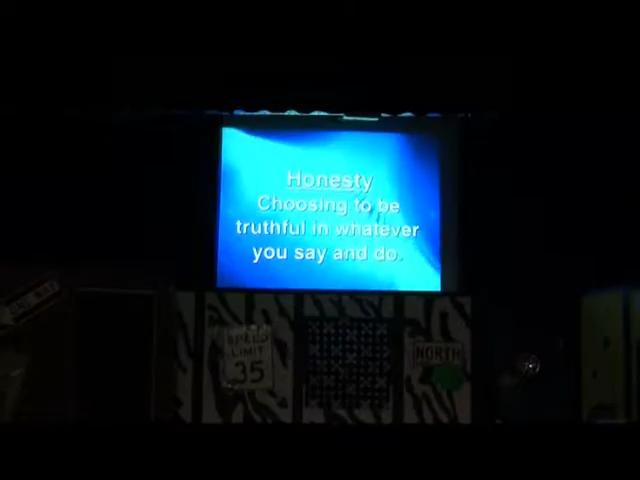 Honesty
Choosing to be
truthful in whatever
you say and do.
SPEED
LIMIT
35
NORTH